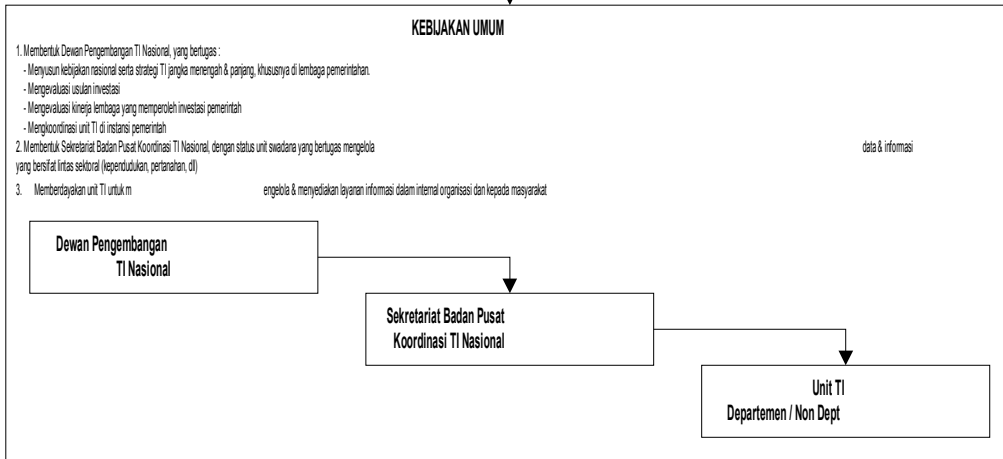 KEBIJAKAN UMUM
1. Membentuk Dewan Pengembangan TI Nasional, yang bertugas :
- Menyusun kebijakan nasional serta strategi TI jangka menengah & panjang, khususnya di lembaga pemerintahan.
- Mengevaluasi usulan investasi
- Mengevaluasi kinerja lembaga yang memperoleh investasi pemerintah
- Mengkoordinasi unit TI di instansi pemerintah
2. Membentuk Sekretariat Badan Pusat Koordinasi TI Nasional, dengan status unit swadana yang bertugas mengelola data & informasi
yang bersifat lintas sektoral (kependudukan, pertanahan, dll)
3. Memberdayakan unit TI untuk m engelola & menyediakan layanan informasi dalam internal organisasi dan kepada masyarakat
Dewan Pengembangan
TI Nasional
Sekretariat Badan Pusat
Koordinasi TI Nasional
Unit TI
Departemen / Non Dept